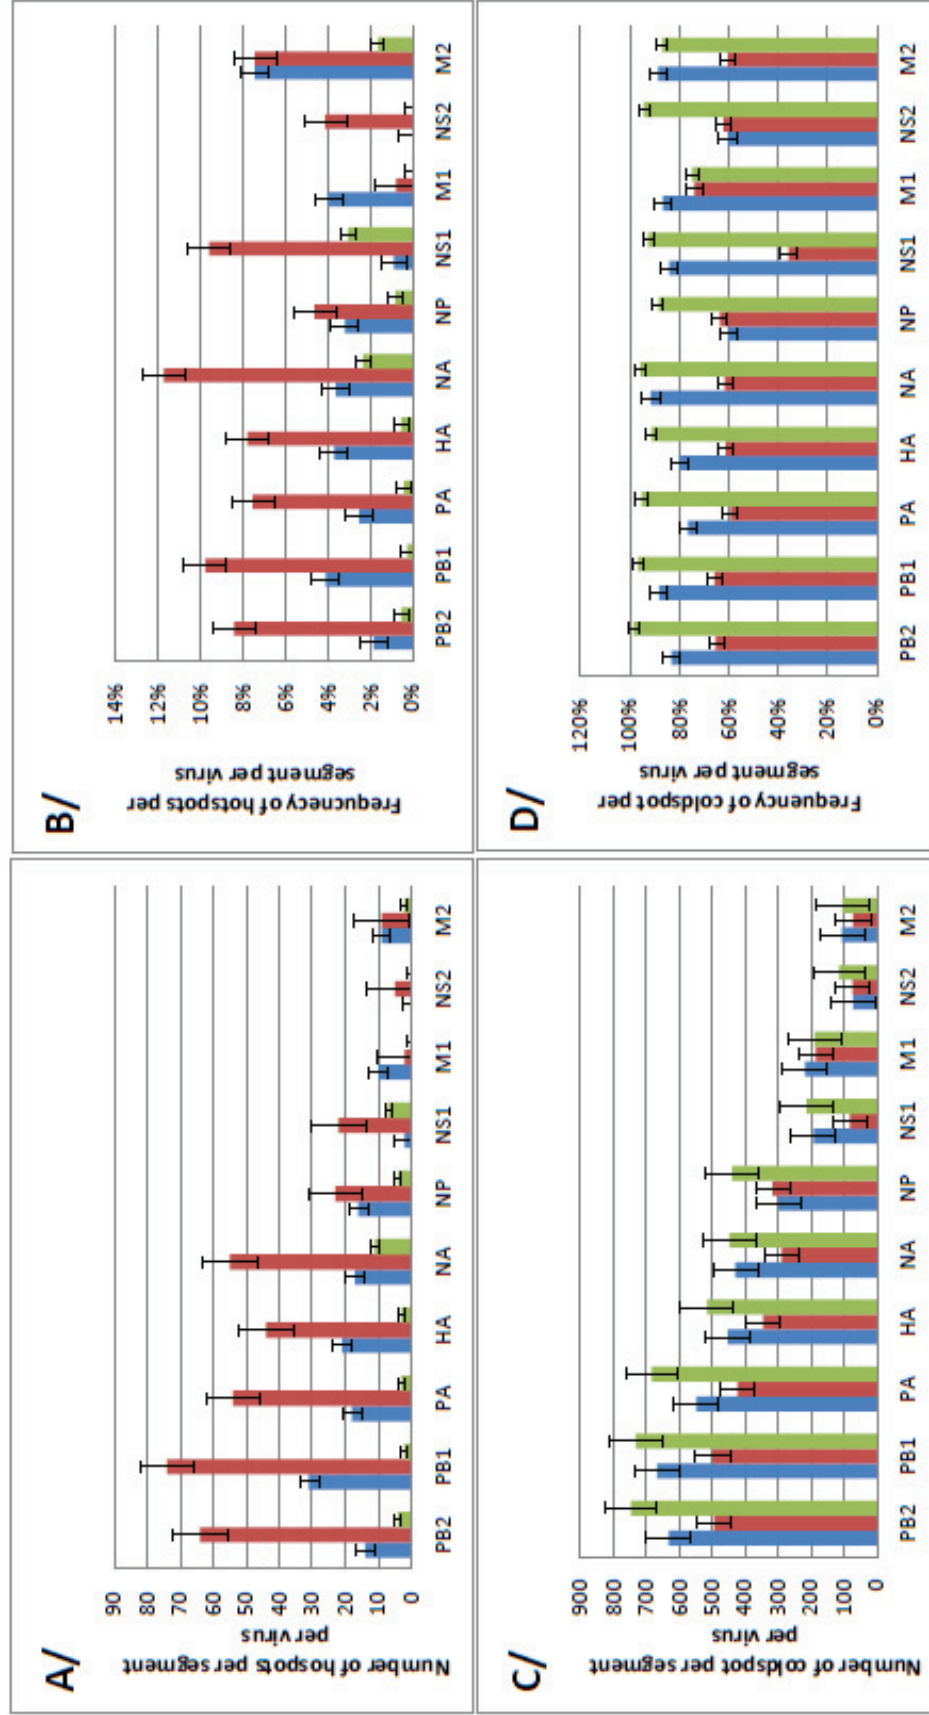 A/
Number of hospots per segment
per virus
90
80
70
60
50
40
30
20
10
0
PB2 PB1 PA HA NA NP NS1 M1 NS2 M2
B/
Frequcnecy of hotspots per
segment per virus
14%
12%
10%
8%
6%
4%
2%
0%
PB2 PB1 PA HA NA NP NS1 M1 NS2 M2
C/
Number of coldspot per segment
per virus
900
800
700
600
500
400
300
200
100
0
PB2 PB1 PA HA NA NP NS1 M1 NS2 M2
D/
Frequency of coldspot per
segment per virus
120%
100%
80%
60%
40%
20%
0%
PB2 PB1 PA HA NA NP NS1 M1 NS2 M2